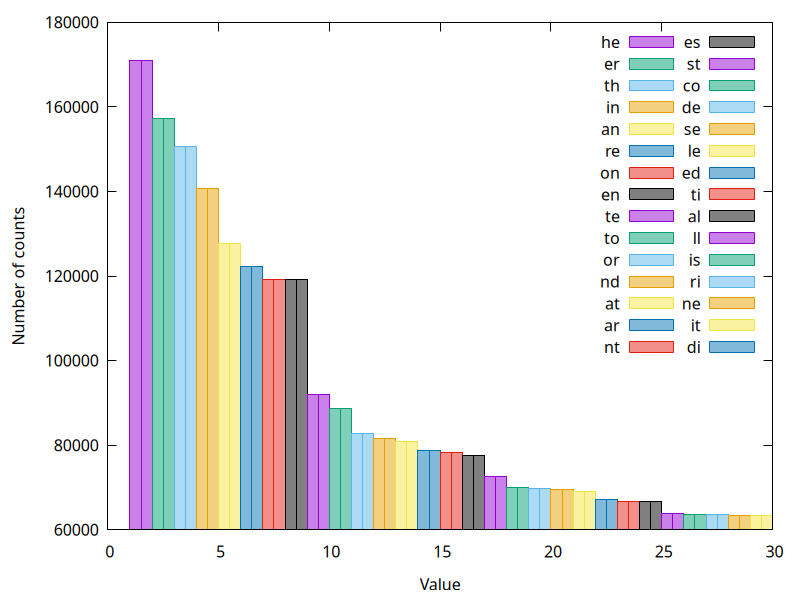 180000
160000
140000
120000
100000
80000
60000
Number of counts
0 5 10 15 20 25 30
Value
he es
er st
th co
in de
an se
re le
on ed
en ti
te al
to ll
or is
nd ri
at ne
ar it
nt di